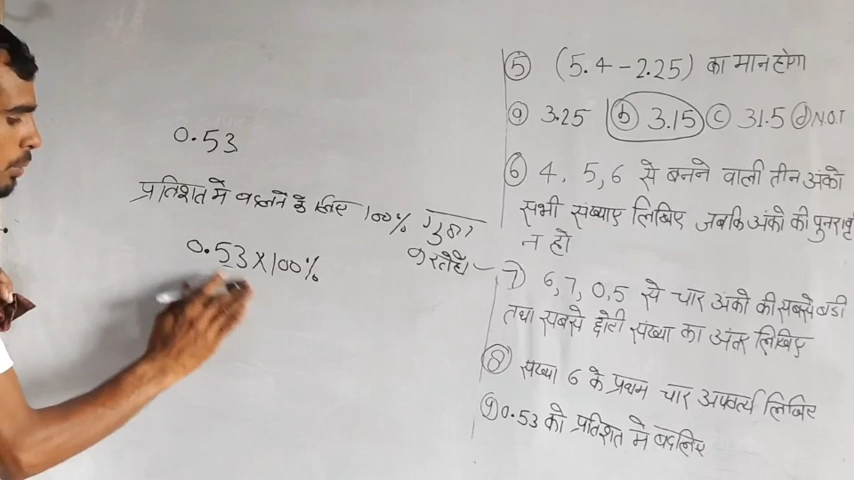 0.53
प्रतिशत में बदलने के लिए 100% गुणा
करते है -
0.53×100%
⑤ (5.4-2.25) का मान होगा
ⓐ 3.25 ⓑ 3.15 ⓒ 31.5 ⓓ NOT
⑥ 4, 5, 6 से बनने वाली तीन अंको
सभी संख्याए लिखिए जबकि अंको की
न हो
7) 6, 7, 0, 5 से चार अंको की सबसे बडी
तथा सबसे छोटी संख्या का अंतर लिखिए
⑧ संख्या 6 के प्रथम चार अपवर्त्य लिखिए
⑨ 0.53 को प्रतिशत में बदलिए